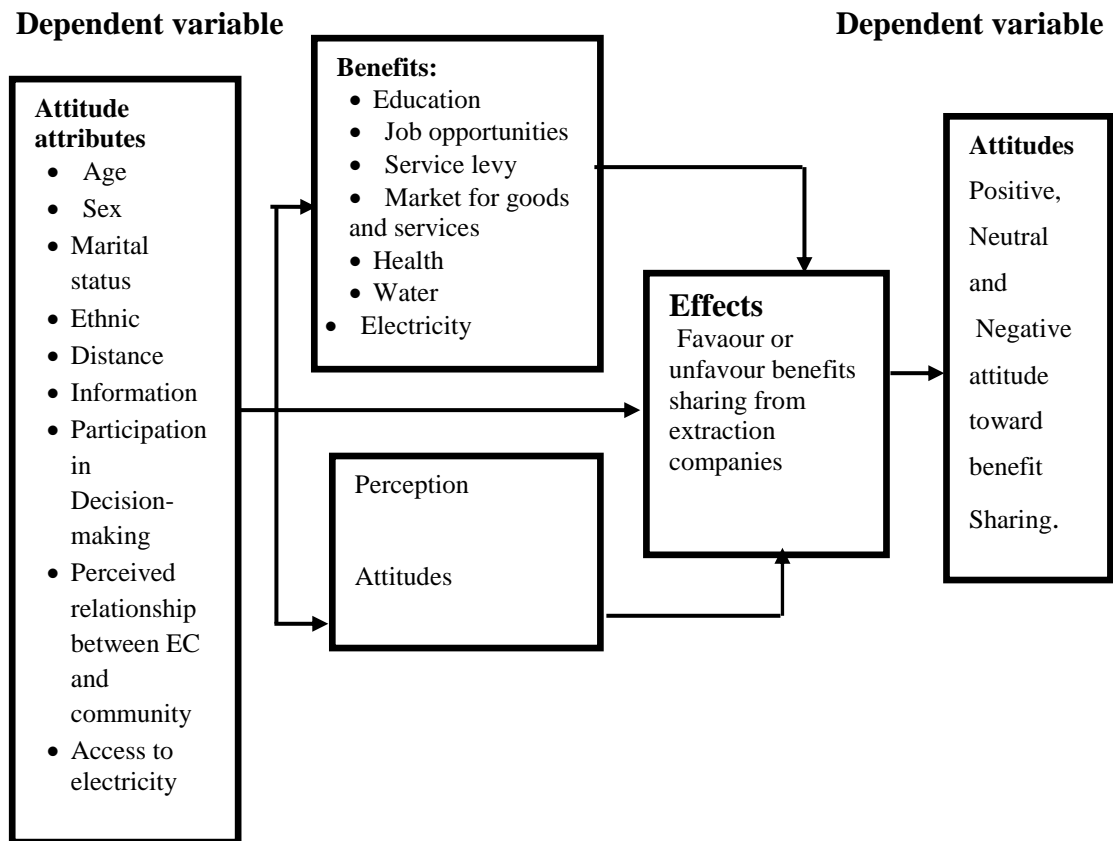 Dependent variable
Dependent variable
Attitude
attributes
• Age
• Sex
• Marital
status
• Ethnic
• Distance
• Information
• Participation
in
Decision-
making
• Perceived
relationship
between EC
and
community
• Access to
electricity
Benefits:
• Education
• Job opportunities
• Service levy
• Market for goods
and services
• Health
• Water
• Electricity
Perception
Attitudes
Effects
Favaour or
unfavour benefits
sharing from
extraction
companies
Attitudes
Positive,
Neutral
and
Negative
attitude
toward
benefit
Sharing.